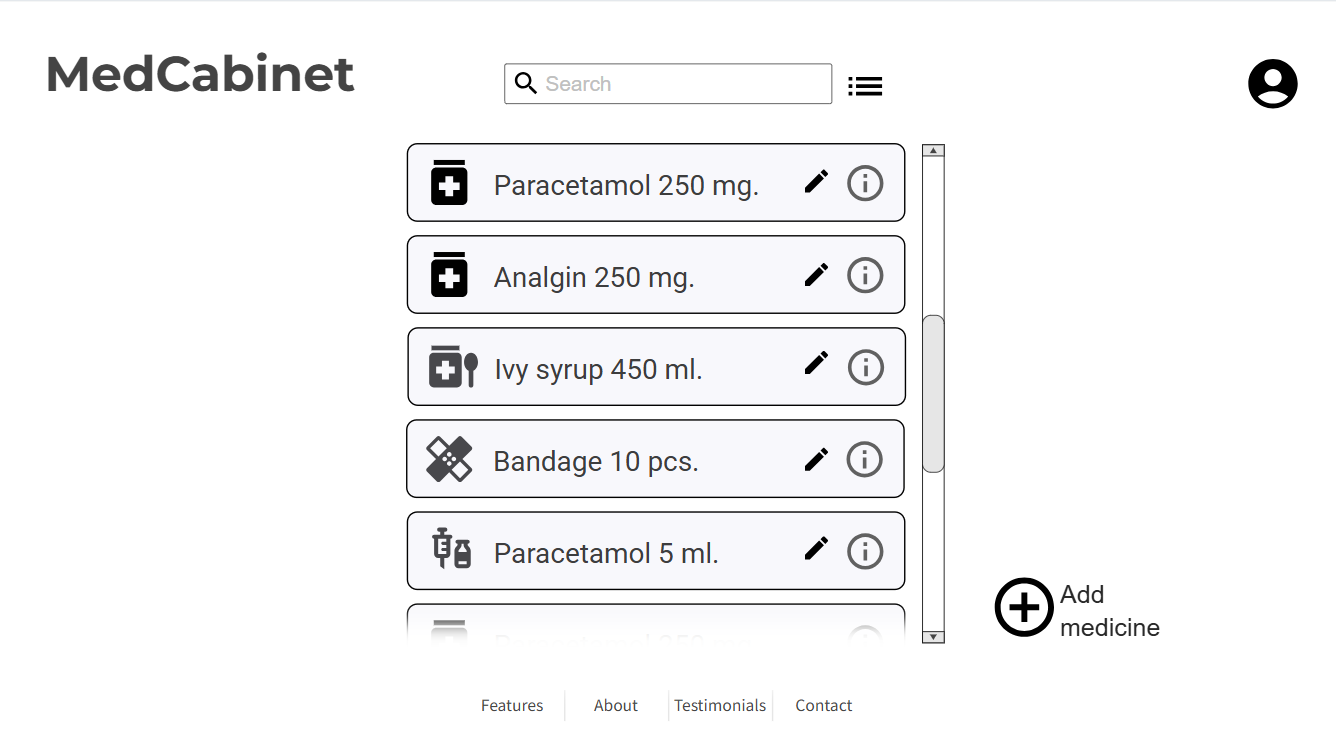 MedCabinet
Search
Paracetamol 250 mg.
Analgin 250 mg.
Ivy syrup 450 ml.
Bandage 10 pcs.
Paracetamol 5 ml.
Add
medicine
Features
About
Testimonials
Contact